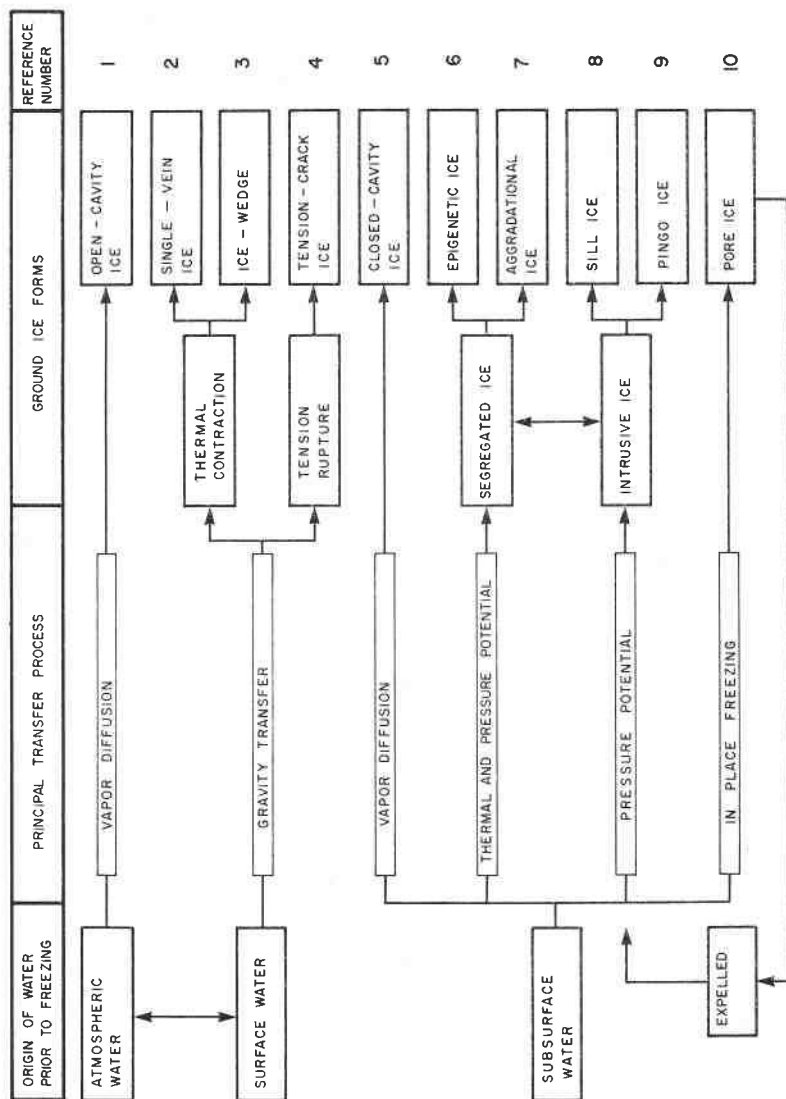 ORIGIN OF WATER
PRIOR TO FREEZING
PRINCIPAL TRANSFER PROCESS
GROUND ICE FORMS
REFERENCE
NUMBER
ATMOSPHERIC
WATER
VAPOR DIFFUSION
OPEN-CAVITY
ICE
1
SURFACE WATER
GRAVITY TRANSFER
THERMAL
CONTRACTION
SINGLE-VEIN
ICE
2
ICE-WEDGE
3
TENSION
RUPTURE
TENSION-CRACK
ICE
4
SUBSURFACE
WATER
VAPOR DIFFUSION
CLOSED-CAVITY
ICE
5
THERMAL AND PRESSURE POTENTIAL
SEGREGATED ICE
EPIGENETIC ICE
6
AGGRADATIONAL
ICE
7
PRESSURE POTENTIAL
INTRUSIVE ICE
SILL ICE
8
PINGO ICE
9
EXPELLED
IN PLACE FREEZING
PORE ICE
10